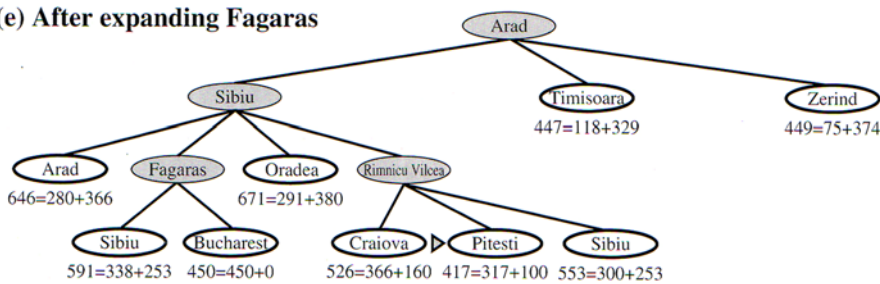 (e) After expanding Fagaras
Arad
Sibiu Timisoara Zerind
447=118+329 449=75+374
Arad Fagaras Oradea Rimnicu Vilcea
646=280+366 671=291+380
Sibiu Bucharest Craiova Pitesti Sibiu
591=338+253 450=450+0 526=366+160 417=317+100 553=300+253